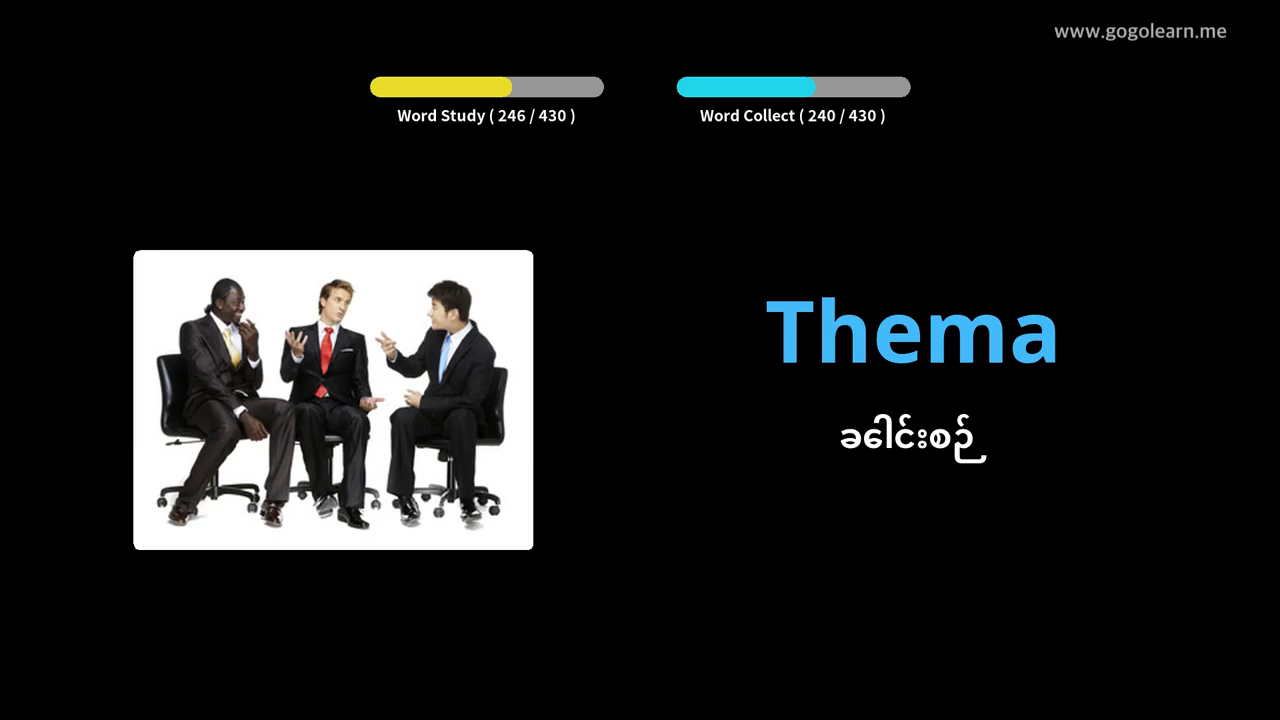 www.gogolearn.me
Word Study ( 246 / 430 )
Word Collect ( 240 / 430 )
Thema
ခေါင်းစဉ်